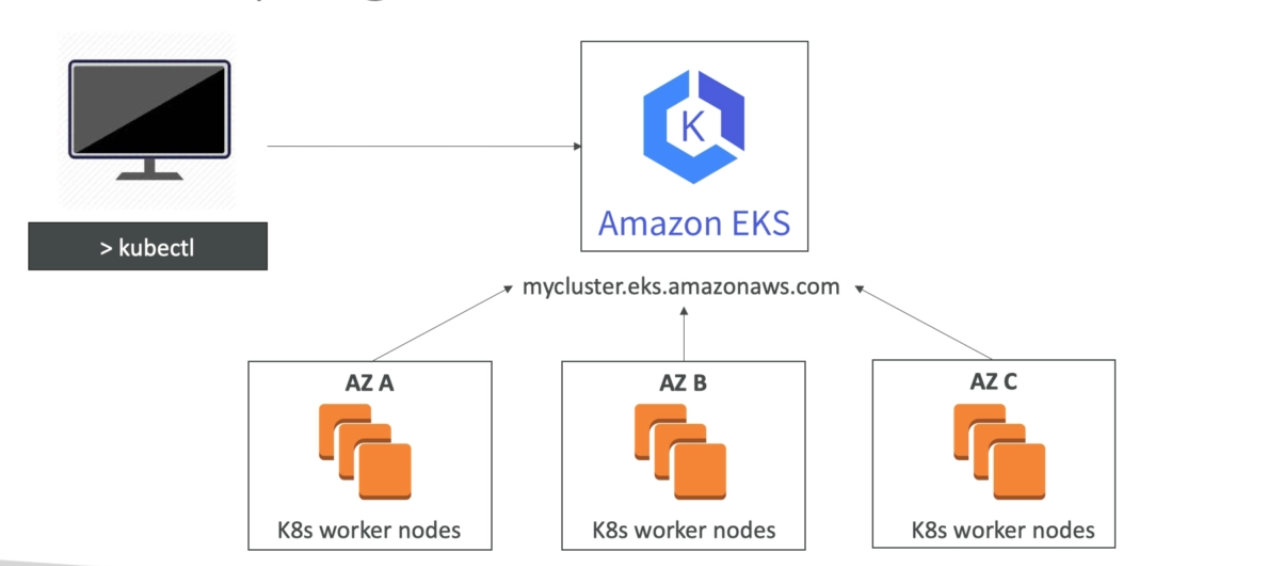 > kubectl
K
Amazon EKS
mycluster.eks.amazonaws.com
AZ A
K8s worker nodes
AZ B
K8s worker nodes
AZ C
K8s worker nodes